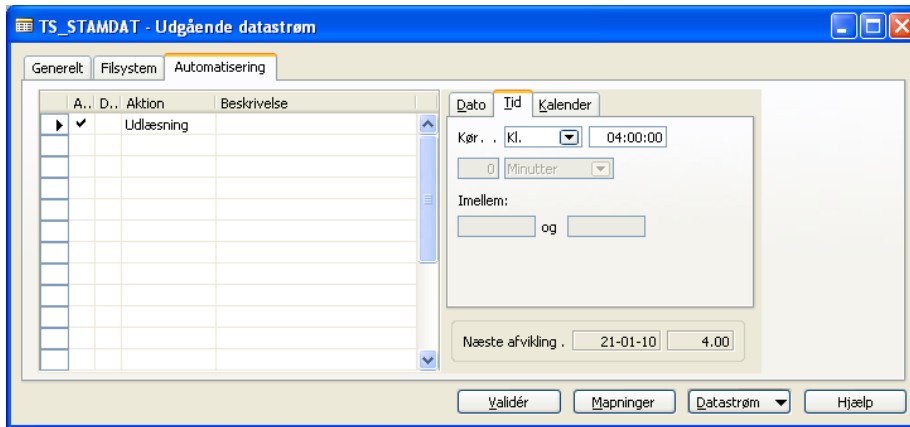 TS_STAMDAT - Udgående datastrøm
Generelt Filsystem Automatisering
A.. D.. Aktion Beskrivelse
Udlæsning
Dato Tid Kalender
Kør. . Kl. 04:00:00
0 Minutter
Imellem:
og
Næste afvikling . 21-01-10 4.00
Validér Mapninger Datastrøm Hjælp